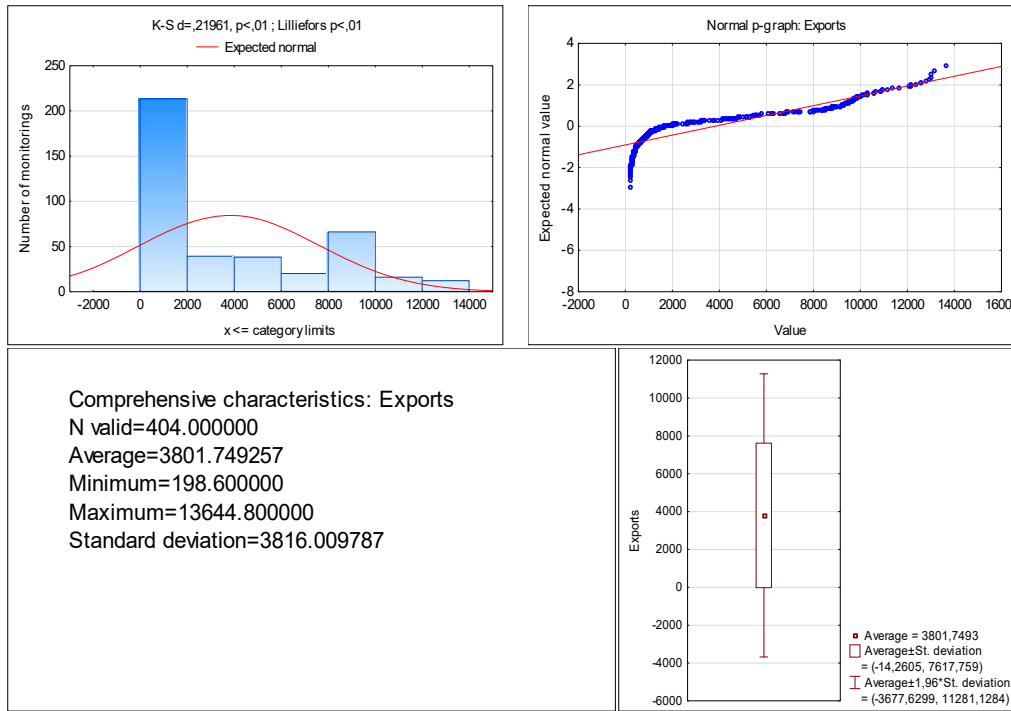 K-S d=,21961, p<,01 ; Lilliefors p<,01
Expected normal
250
200
150
100
50
0
Number of monitorings
-2000 0 2000 4000 6000 8000 10000 12000 14000
x <= category limits
Normal p-graph: Exports
4
2
0
-2
-4
-6
-8
Expected normal value
-2000 0 2000 4000 6000 8000 10000 12000 14000 16000
Value
Comprehensive characteristics: Exports
N valid=404.000000
Average=3801.749257
Minimum=198.600000
Maximum=13644.800000
Standard deviation=3816.009787
12000
10000
8000
6000
4000
2000
0
-2000
-4000
-6000
Exports
Average = 3801,7493
Average±St. deviation
= (-14,2605, 7617,759)
Average±1,96*St. deviation
= (-3677,6299, 11281,1284)